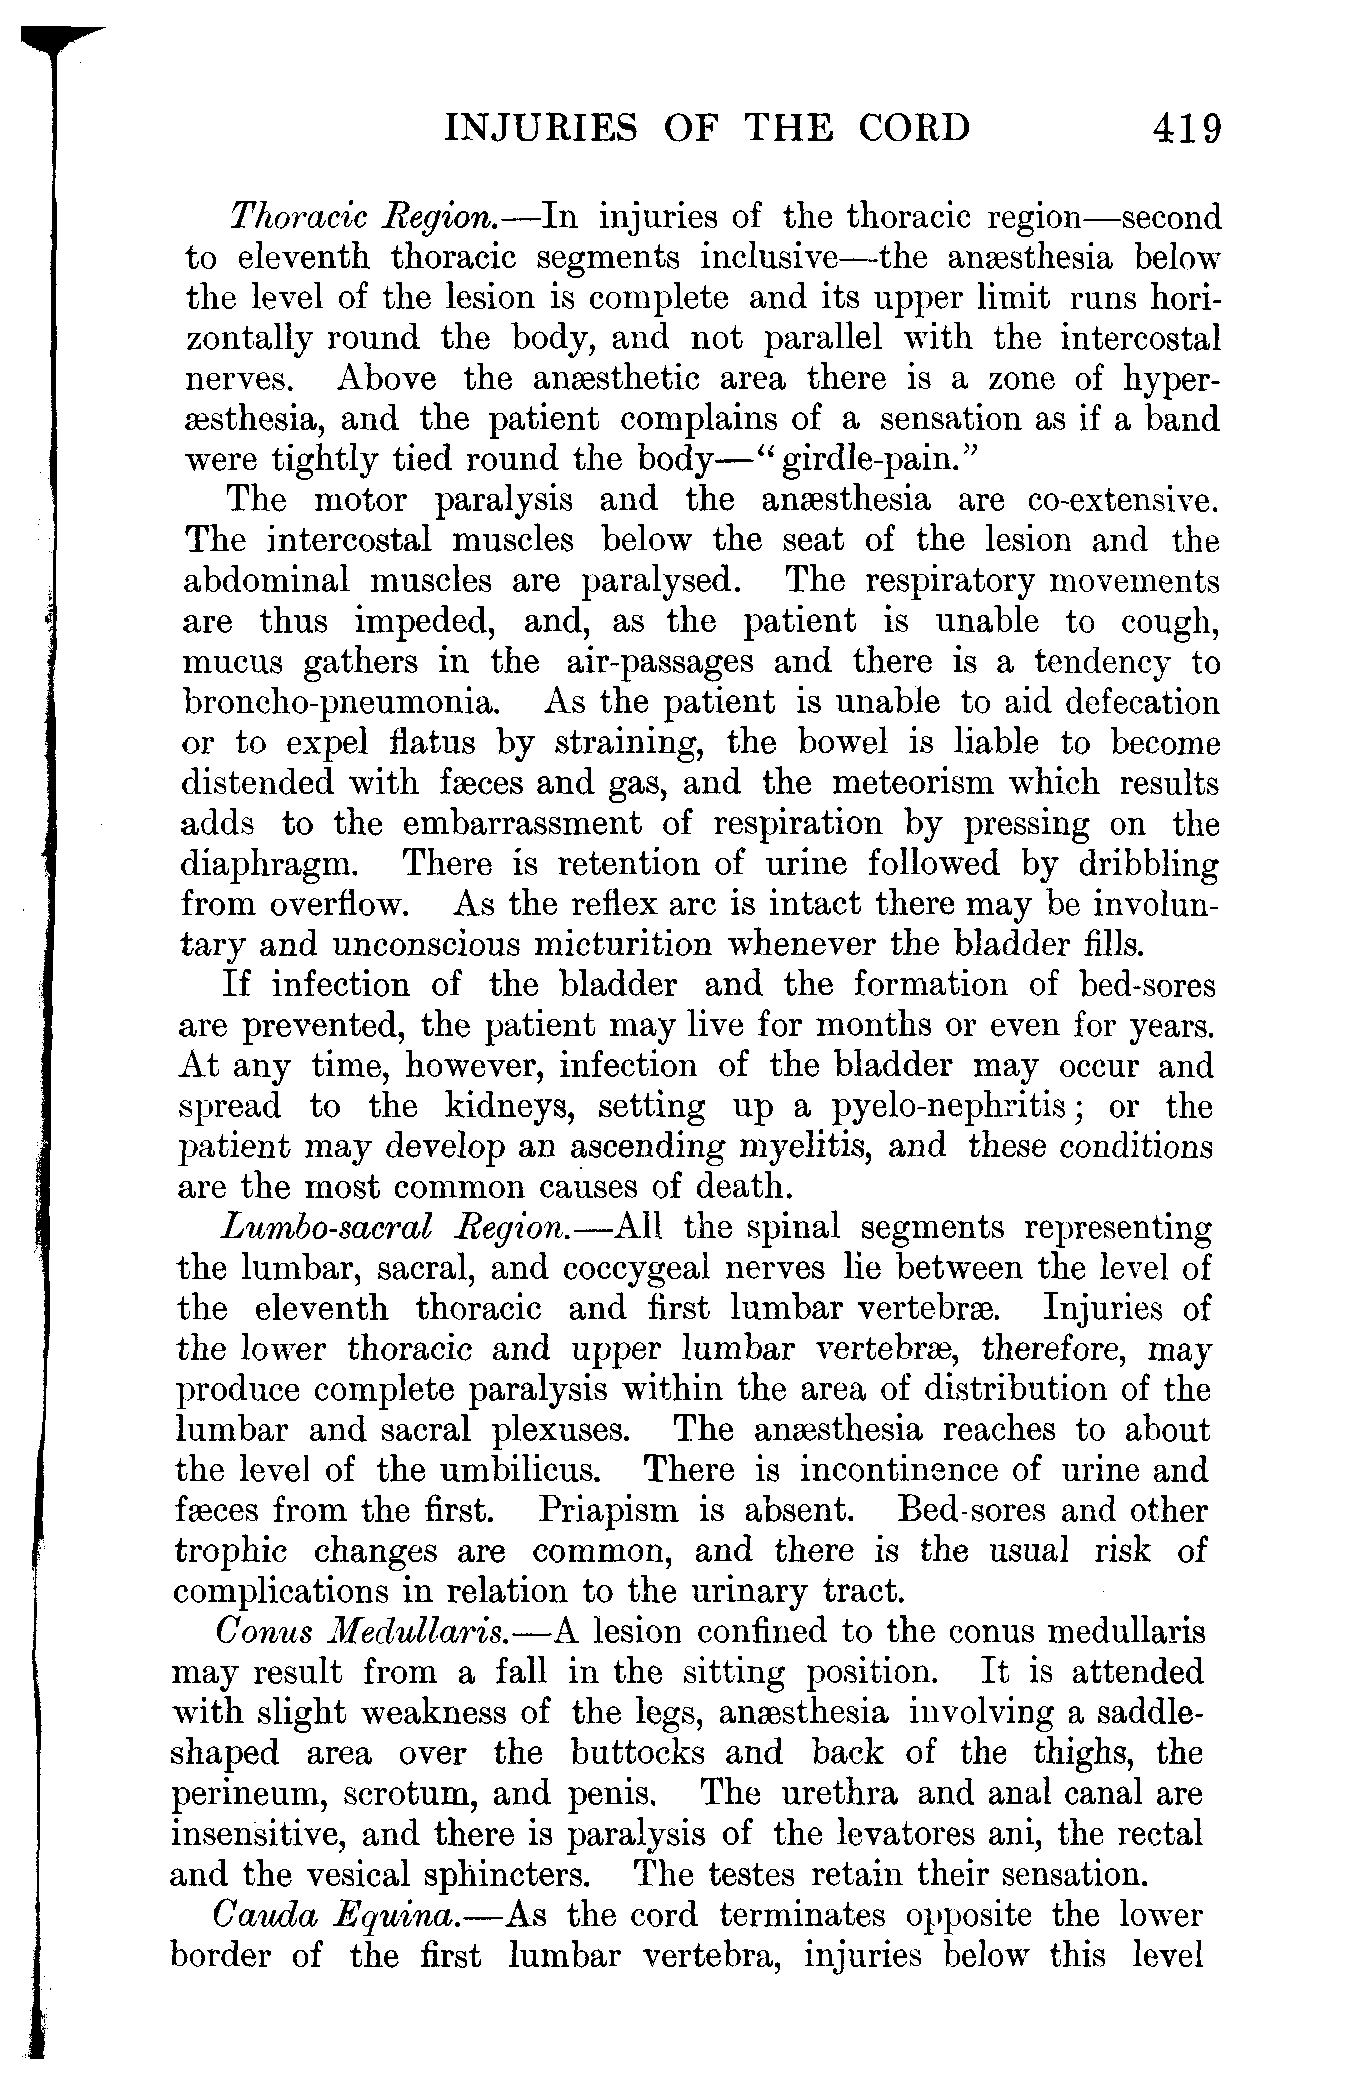 INJURIES OF THE CORD 419
Thoracic Region.—In injuries of the thoracic region—second
to eleventh thoracic segments inclusive—the anæsthesia below
the level of the lesion is complete and its upper limit runs hori-
zontally round the body, and not parallel with the intercostal
nerves. Above the anæsthetic area there is a zone of hyper-
æsthesia, and the patient complains of a sensation as if a band
were tightly tied round the body—“girdle-pain.”
The motor paralysis and the anæsthesia are co-extensive.
The intercostal muscles below the seat of the lesion and the
abdominal muscles are paralysed. The respiratory movements
are thus impeded, and, as the patient is unable to cough,
mucus gathers in the air-passages and there is a tendency to
broncho-pneumonia. As the patient is unable to aid defecation
or to expel flatus by straining, the bowel is liable to become
distended with fæces and gas, and the meteorism which results
adds to the embarrassment of respiration by pressing on the
diaphragm. There is retention of urine followed by dribbling
from overflow. As the reflex arc is intact there may be involun-
tary and unconscious micturition whenever the bladder fills.
If infection of the bladder and the formation of bed-sores
are prevented, the patient may live for months or even for years.
At any time, however, infection of the bladder may occur and
spread to the kidneys, setting up a pyelo-nephritis; or the
patient may develop an ascending myelitis, and these conditions
are the most common causes of death.
Lumbo-sacral Region.—All the spinal segments representing
the lumbar, sacral, and coccygeal nerves lie between the level of
the eleventh thoracic and first lumbar vertebræ. Injuries of
the lower thoracic and upper lumbar vertebræ, therefore, may
produce complete paralysis within the area of distribution of the
lumbar and sacral plexuses. The anæsthesia reaches to about
the level of the umbilicus. There is incontinence of urine and
fæces from the first. Priapism is absent. Bed-sores and other
trophic changes are common, and there is the usual risk of
complications in relation to the urinary tract.
Conus Medullaris.—A lesion confined to the conus medullaris
may result from a fall in the sitting position. It is attended
with slight weakness of the legs, anæsthesia involving a saddle-
shaped area over the buttocks and back of the thighs, the
perineum, scrotum, and penis. The urethra and anal canal are
insensitive, and there is paralysis of the levatores ani, the rectal
and the vesical sphincters. The testes retain their sensation.
Cauda Equina.—As the cord terminates opposite the lower
border of the first lumbar vertebra, injuries below this level